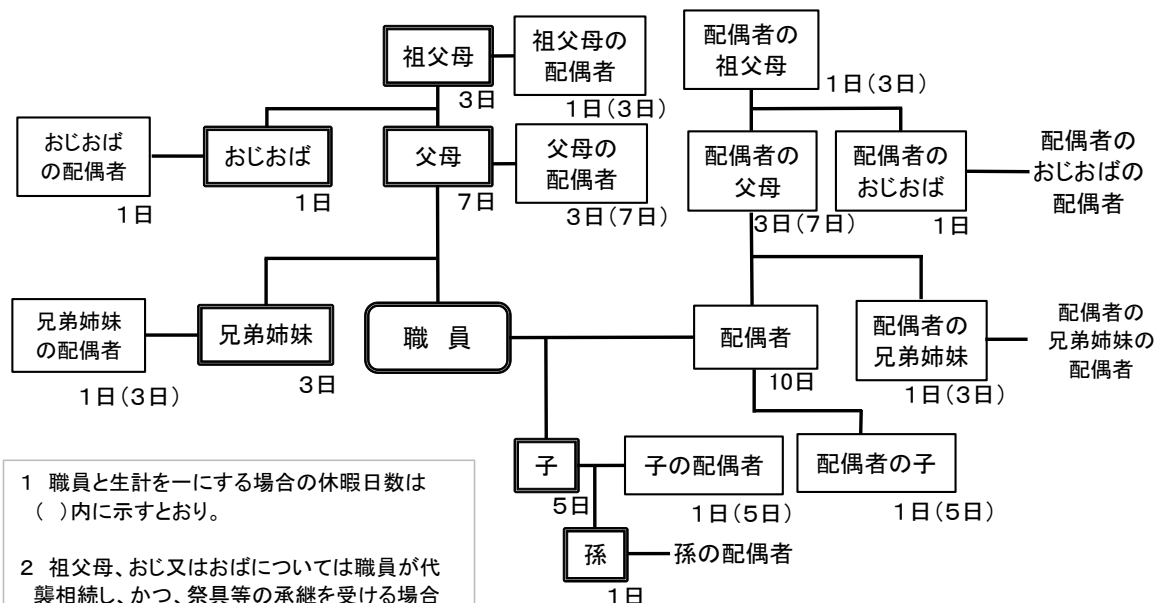 祖父母
3日
祖父母の
配偶者
1日(3日)
配偶者の
祖父母
1日(3日)
おじおば
の配偶者
1日
おじおば
1日
父母
7日
父母の
配偶者
3日(7日)
配偶者の
父母
3日(7日)
配偶者の
おじおば
1日
配偶者の
おじおばの
配偶者
兄弟姉妹
の配偶者
1日(3日)
兄弟姉妹
3日
職 員
配偶者
10日
配偶者の
兄弟姉妹
1日(3日)
配偶者の
兄弟姉妹の
配偶者
子
5日
子の配偶者
1日(5日)
配偶者の子
1日(5日)
孫
1日
孫の配偶者
1 職員と生計を一にする場合の休暇日数は
( )内に示すとおり。
2 祖父母、おじ又はおばについては職員が代
襲相続し、かつ、祭具等の承継を受ける場合